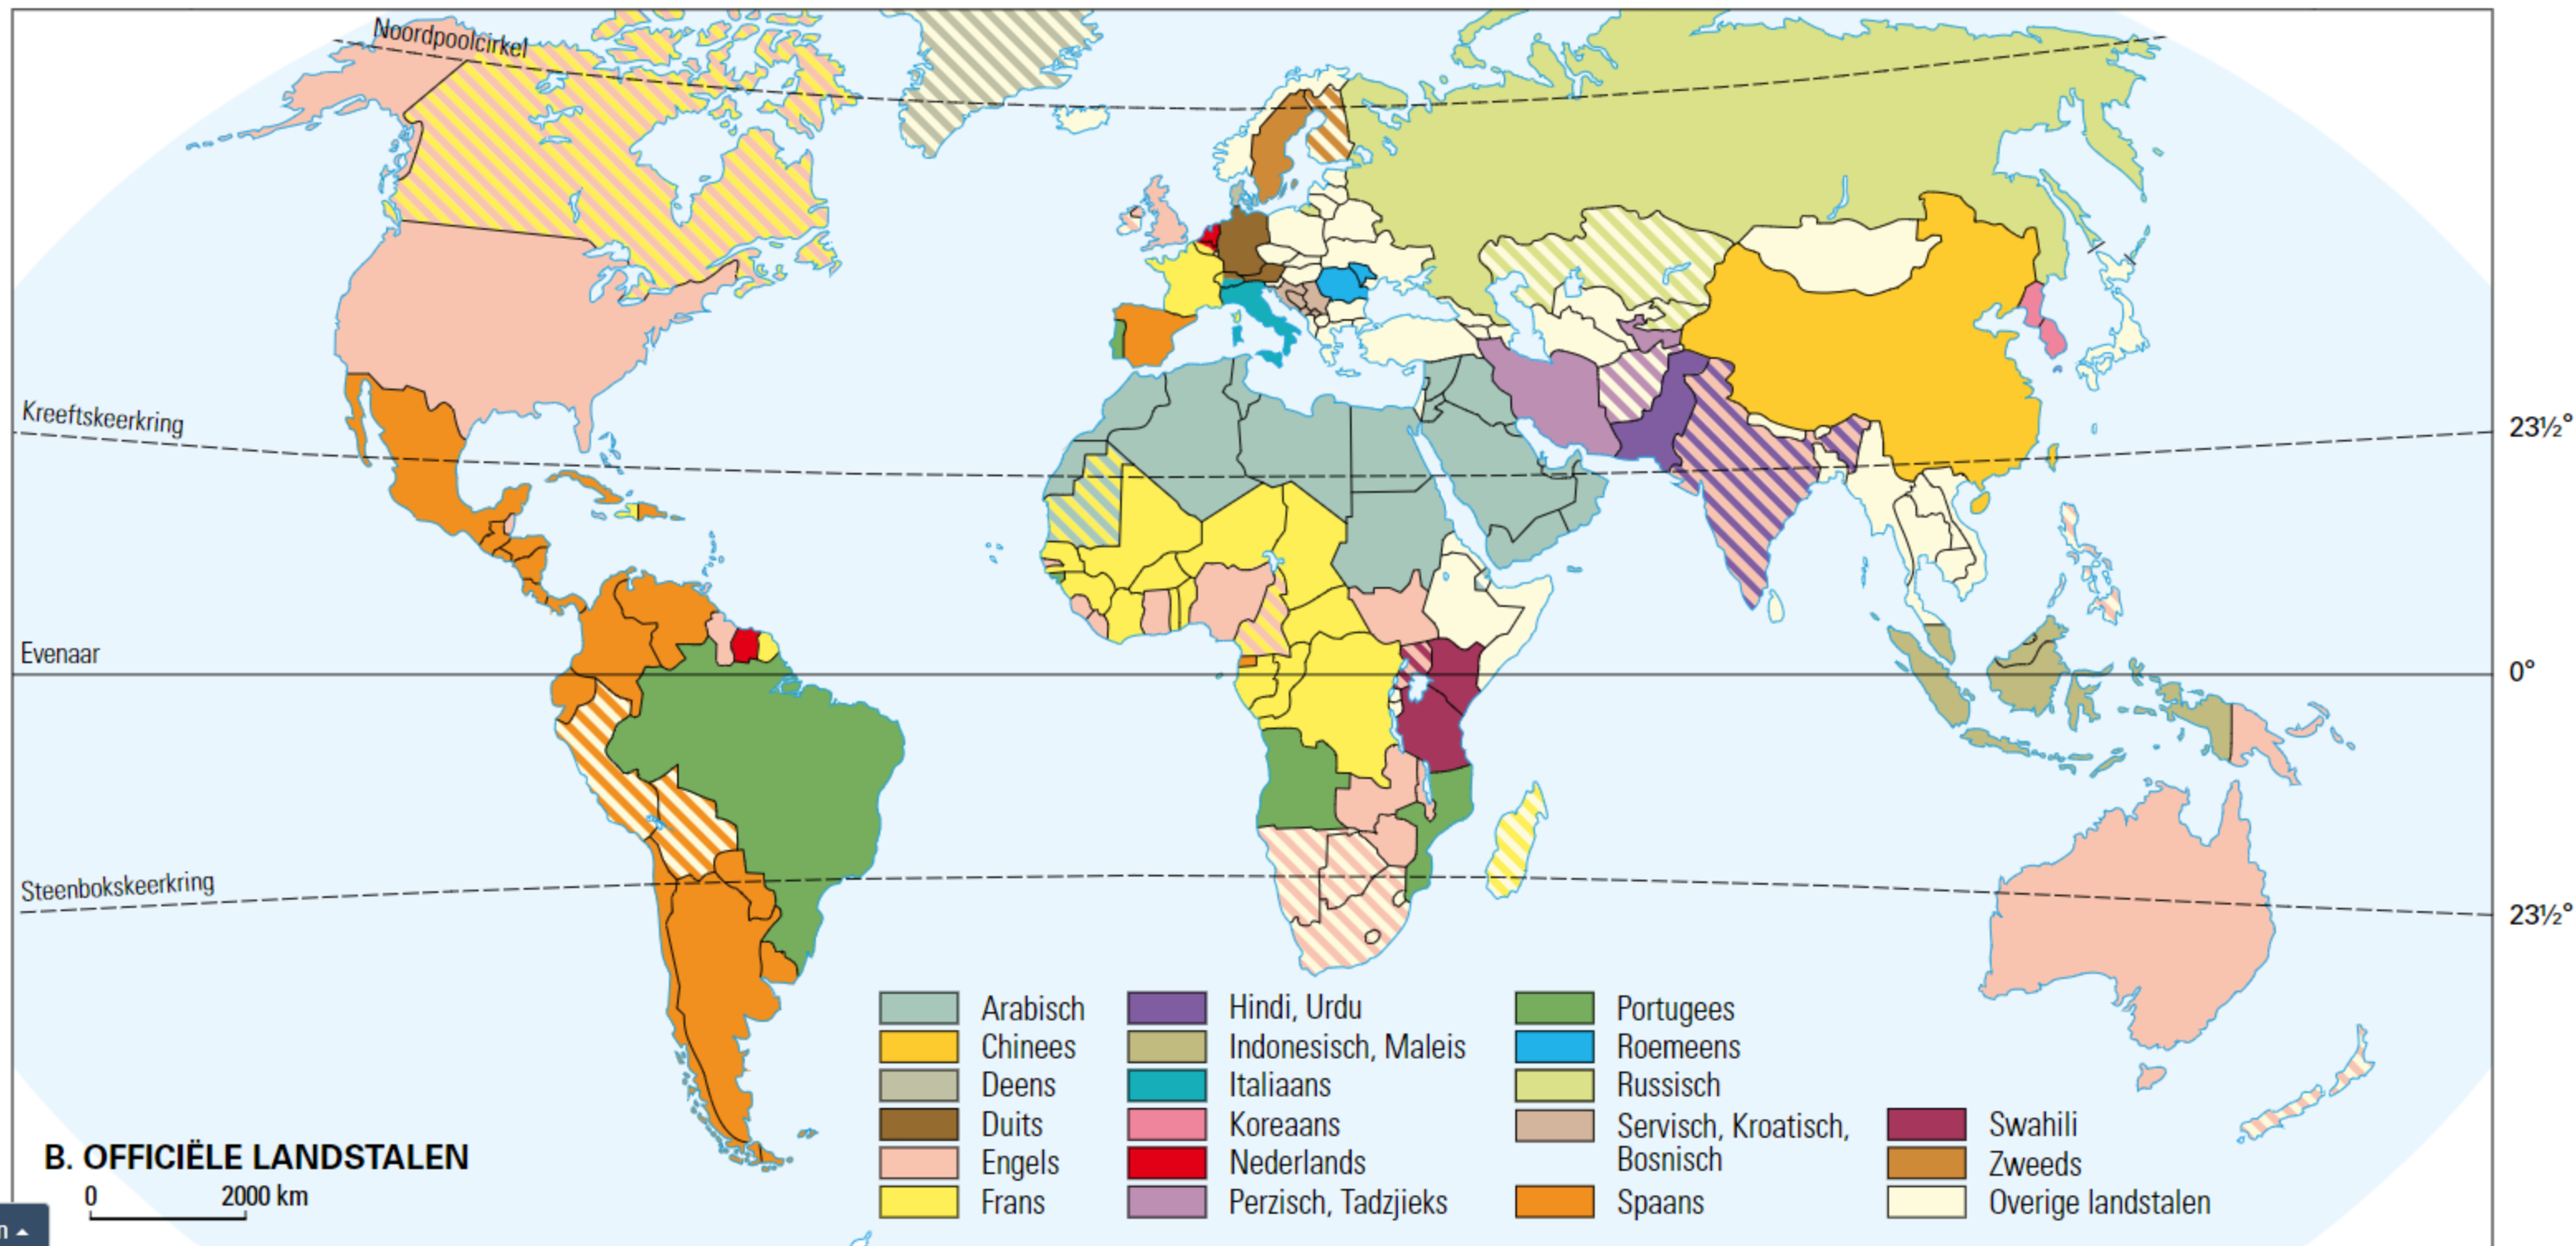 Noordpoolcirkel
Kreeftskeerkring
23½°
Evenaar
0°
Steenbokskeerkring
23½°
Arabisch
Chinees
Deens
Duits
Engels
Frans
Hindi, Urdu
Indonesisch, Maleis
Italiaans
Koreaans
Nederlands
Perzisch, Tadzjieks
Portugees
Roemeens
Russisch
Servisch, Kroatisch,
Bosnisch
Spaans
Swahili
Zweeds
Overige landstalen
B. OFFICIËLE LANDSTALEN
0 2000 km
n